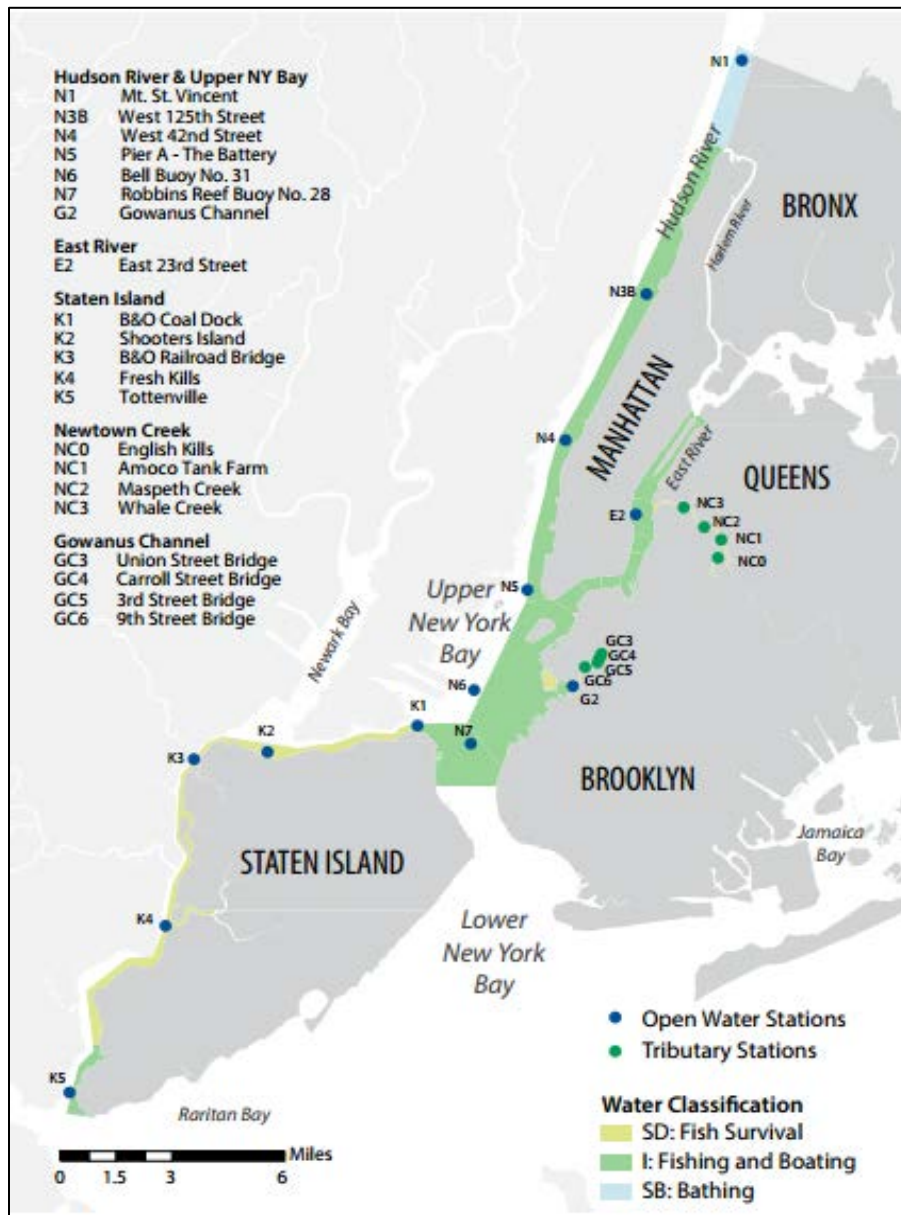 Hudson River & Upper NY Bay
N1 Mt. St. Vincent
N3B West 125th Street
N4 West 42nd Street
N5 Pier A - The Battery
N6 Bell Buoy No. 31
N7 Robbins Reef Buoy No. 28
G2 Gowanus Channel
East River
E2 East 23rd Street
Staten Island
K1 B&O Coal Dock
K2 Shooters Island
K3 B&O Railroad Bridge
K4 Fresh Kills
K5 Tottenville
Newtown Creek
NC0 English Kills
NC1 Amoco Tank Farm
NC2 Maspeth Creek
NC3 Whale Creek
Gowanus Channel
GC3 Union Street Bridge
GC4 Carroll Street Bridge
GC5 3rd Street Bridge
GC6 9th Street Bridge
N1
Hudson River
BRONX
Harlem River
N3B
MANHATTAN
N4
East River
QUEENS
E2
NC3
NC2
NC1
NC0
N5
Upper
New York
Bay
Newark Bay
GC3
GC4
GC5
GC6
G2
N6
K1
N7
K2
K3
BROOKLYN
Jamaica
Bay
STATEN ISLAND
K4
Lower
New York
Bay
K5
Raritan Bay
Open Water Stations
Tributary Stations
Water Classification
SD: Fish Survival
I: Fishing and Boating
SB: Bathing
Miles
0 1.5 3 6